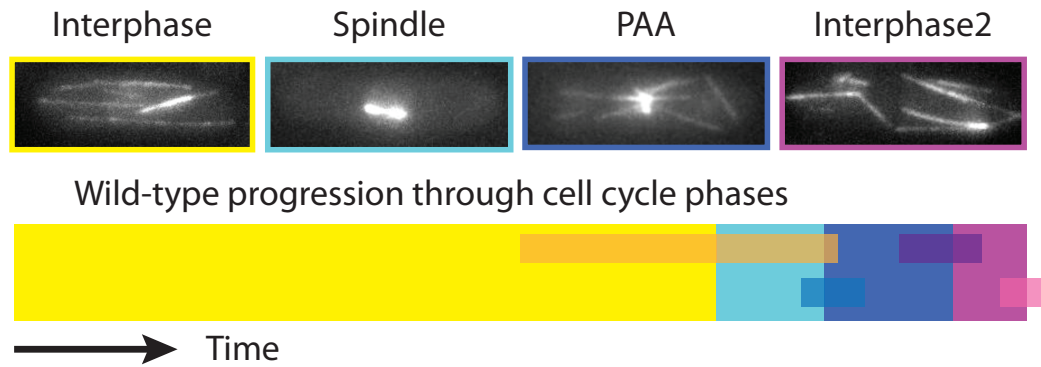 Interphase Spindle PAA Interphase2
Wild-type progression through cell cycle phases
Time